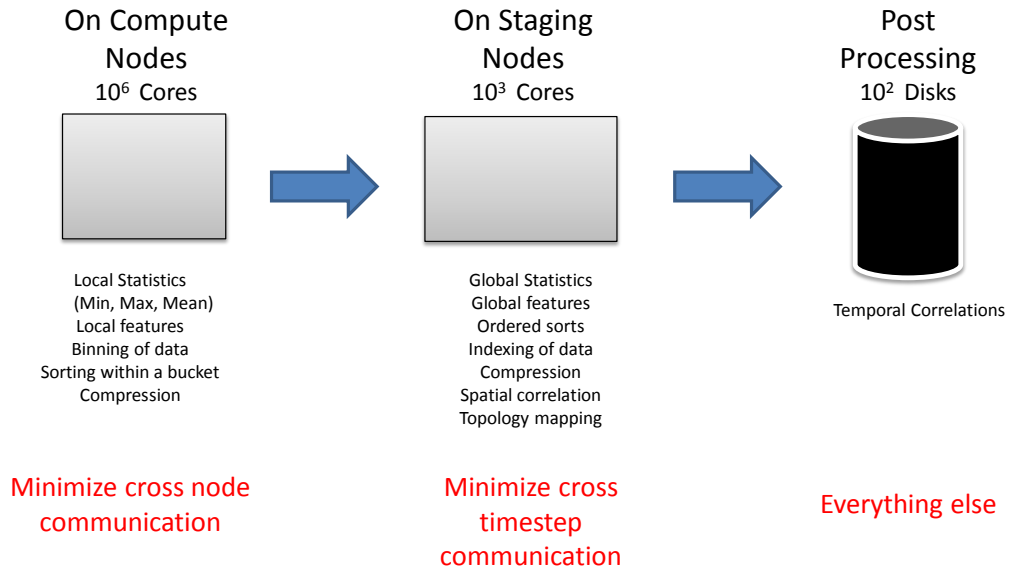 On Compute
Nodes
10⁶ Cores
Local Statistics
(Min, Max, Mean)
Local features
Binning of data
Sorting within a bucket
Compression
Minimize cross node
communication
On Staging
Nodes
10³ Cores
Global Statistics
Global features
Ordered sorts
Indexing of data
Compression
Spatial correlation
Topology mapping
Minimize cross
timestep
communication
Post
Processing
10² Disks
Temporal Correlations
Everything else